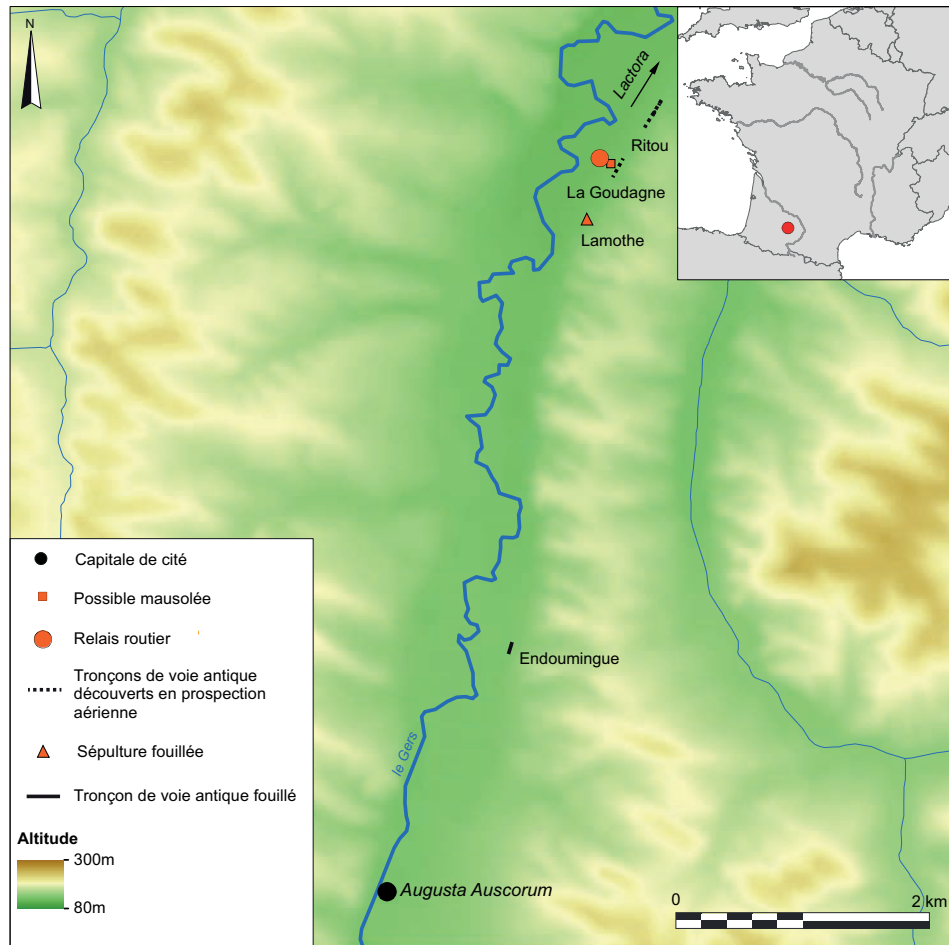 N
Lactora
Ritou
La Goudagne
Lamothe
Endoumingue
le Gers
Augusta Auscorum
Capitale de cité
Possible mausolée
Relais routier
Tronçons de voie antique
découverts en prospection
aérienne
Sépulture fouillée
Tronçon de voie antique fouillé
Altitude
300m
80m
0
2 km